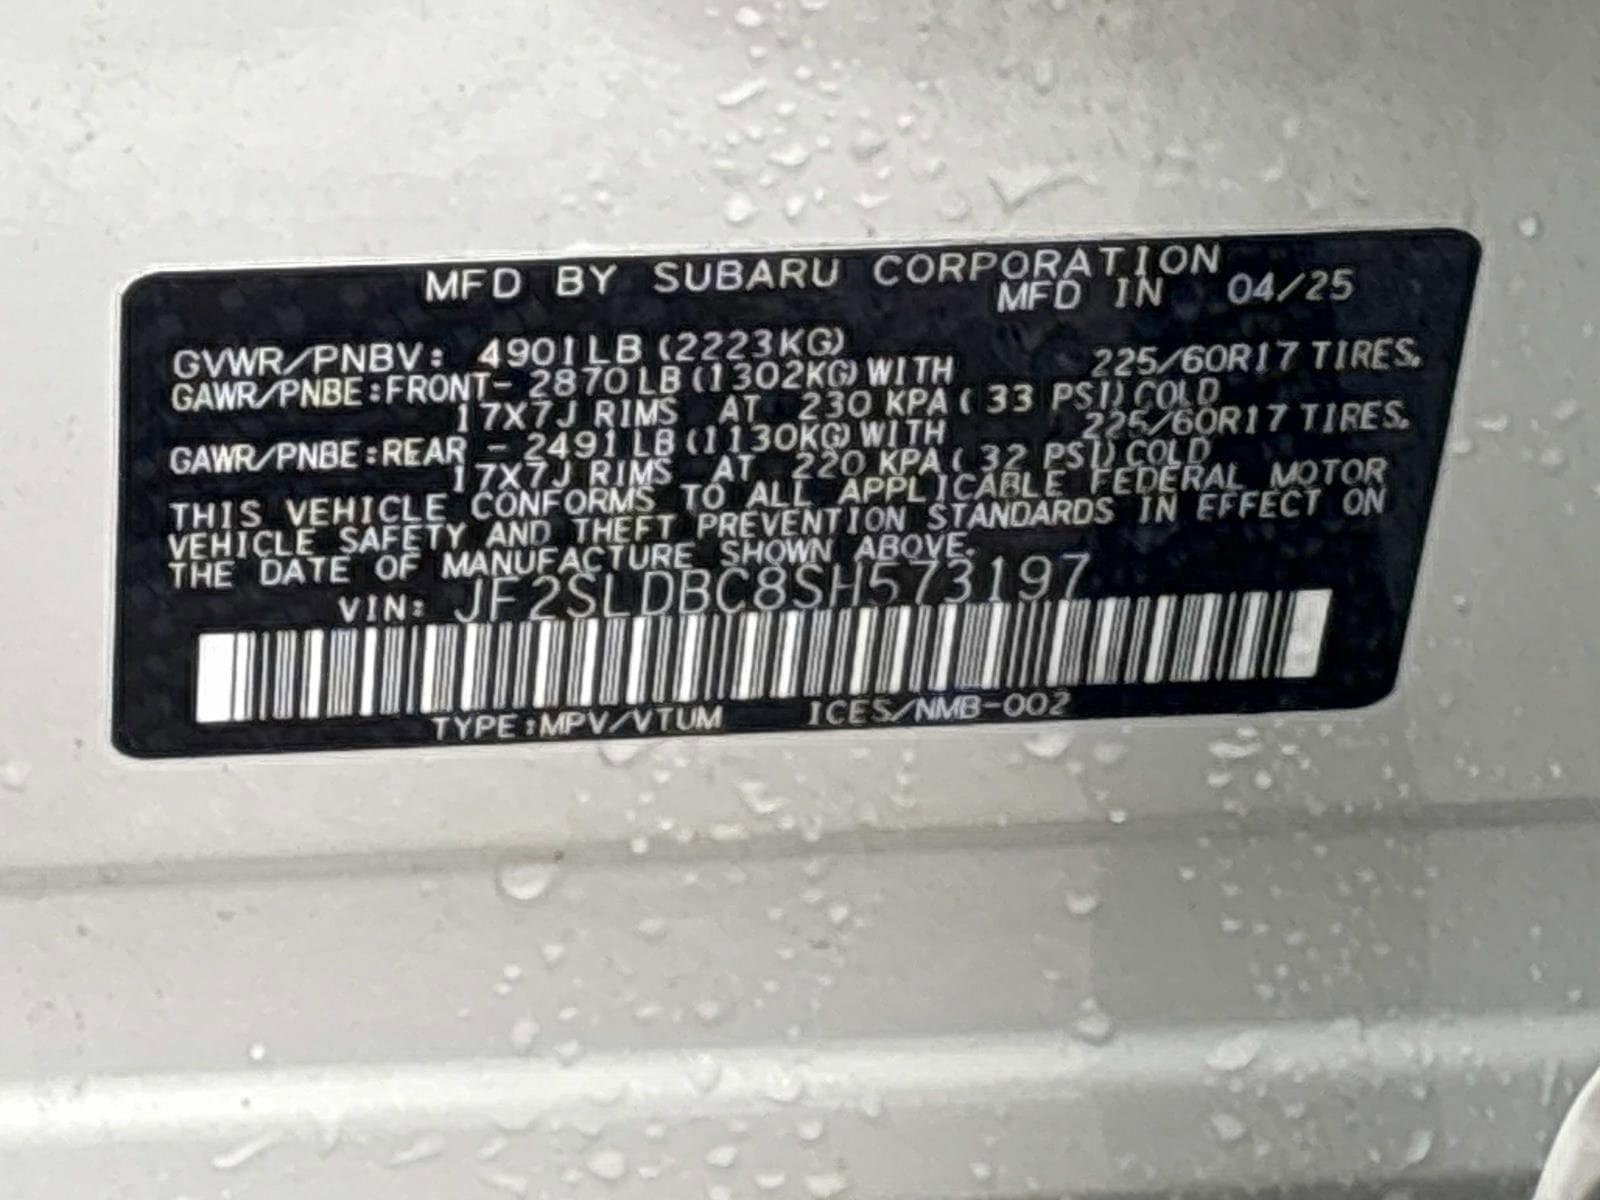 MFD BY SUBARU CORPORATION
MFD IN 04/25
GVWR/PNBV: 4901LB (2223KG)
GAWR/PNBE:FRONT- 2870LB(1302KG)WITH 225/60R17 TIRES.
17X7J RIMS AT 230 KPA( 33 PSI)COLD
GAWR/PNBE:REAR - 2491LB(1130KG)WITH 225/60R17 TIRES.
17X7J RIMS AT 220 KPA( 32 PSI)COLD
THIS VEHICLE CONFORMS TO ALL APPLICABLE FEDERAL MOTOR
VEHICLE SAFETY AND THEFT PREVENTION STANDARDS IN EFFECT ON
THE DATE OF MANUFACTURE SHOWN ABOVE.
VIN: JF2SLDBC8SH573197
TYPE:MPV/VTUM ICES/NMB-002